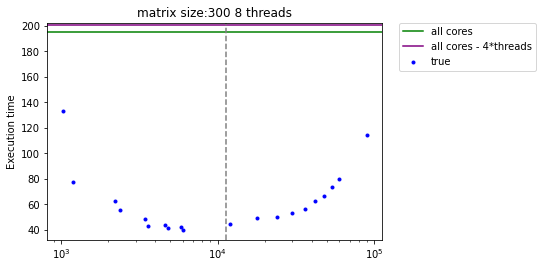 matrix size:300 8 threads
200
180
160
140
120
100
80
60
40
Execution time
10³
10⁴
10⁵
all cores
all cores - 4*threads
true